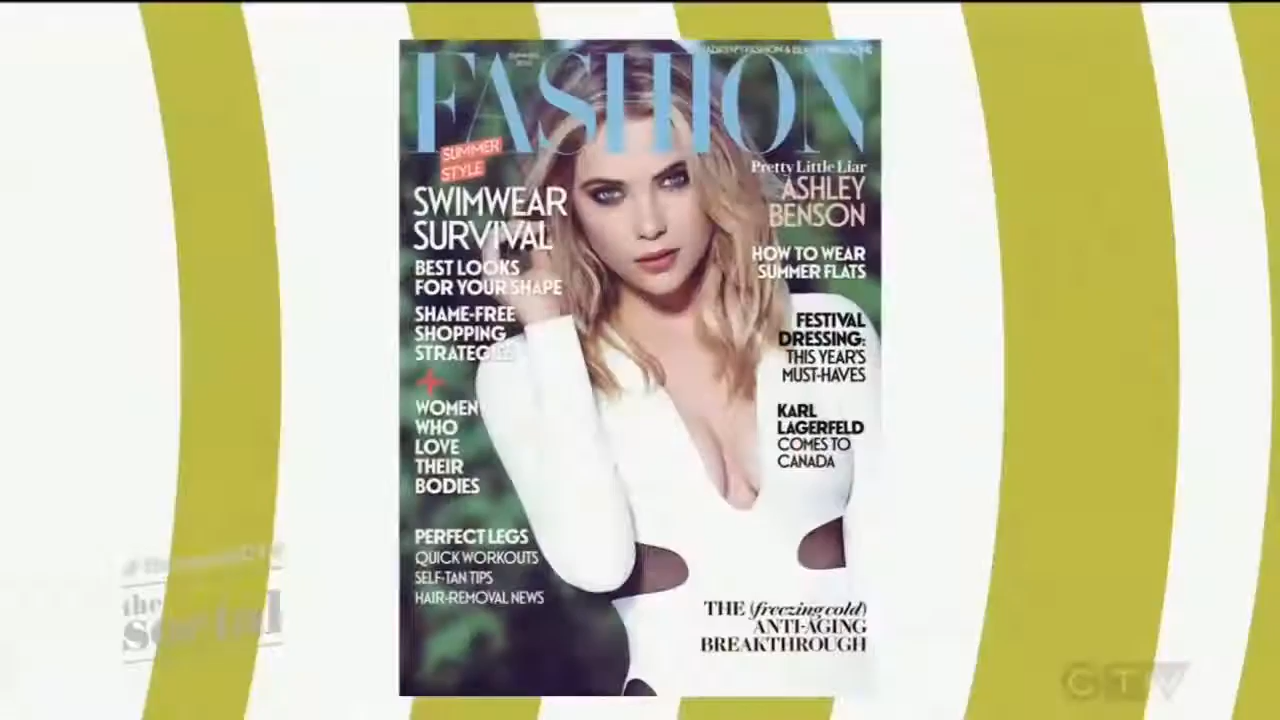 FASHION
SUMMER
STYLE
SWIMWEAR
SURVIVAL
BEST LOOKS
FOR YOUR SHAPE
SHAME-FREE
SHOPPING
STRATEGIES
+
WOMEN
WHO
LOVE
THEIR
BODIES
PERFECT LEGS
QUICK WORKOUTS
SELF-TAN TIPS
HAIR-REMOVAL NEWS
Pretty Little Liar
ASHLEY
BENSON
HOW TO WEAR
SUMMER FLATS
FESTIVAL
DRESSING:
THIS YEAR'S
MUST-HAVES
KARL
LAGERFELD
COMES TO
CANADA
THE (freezing cold)
ANTI-AGING
BREAKTHROUGH
the
social
CTV